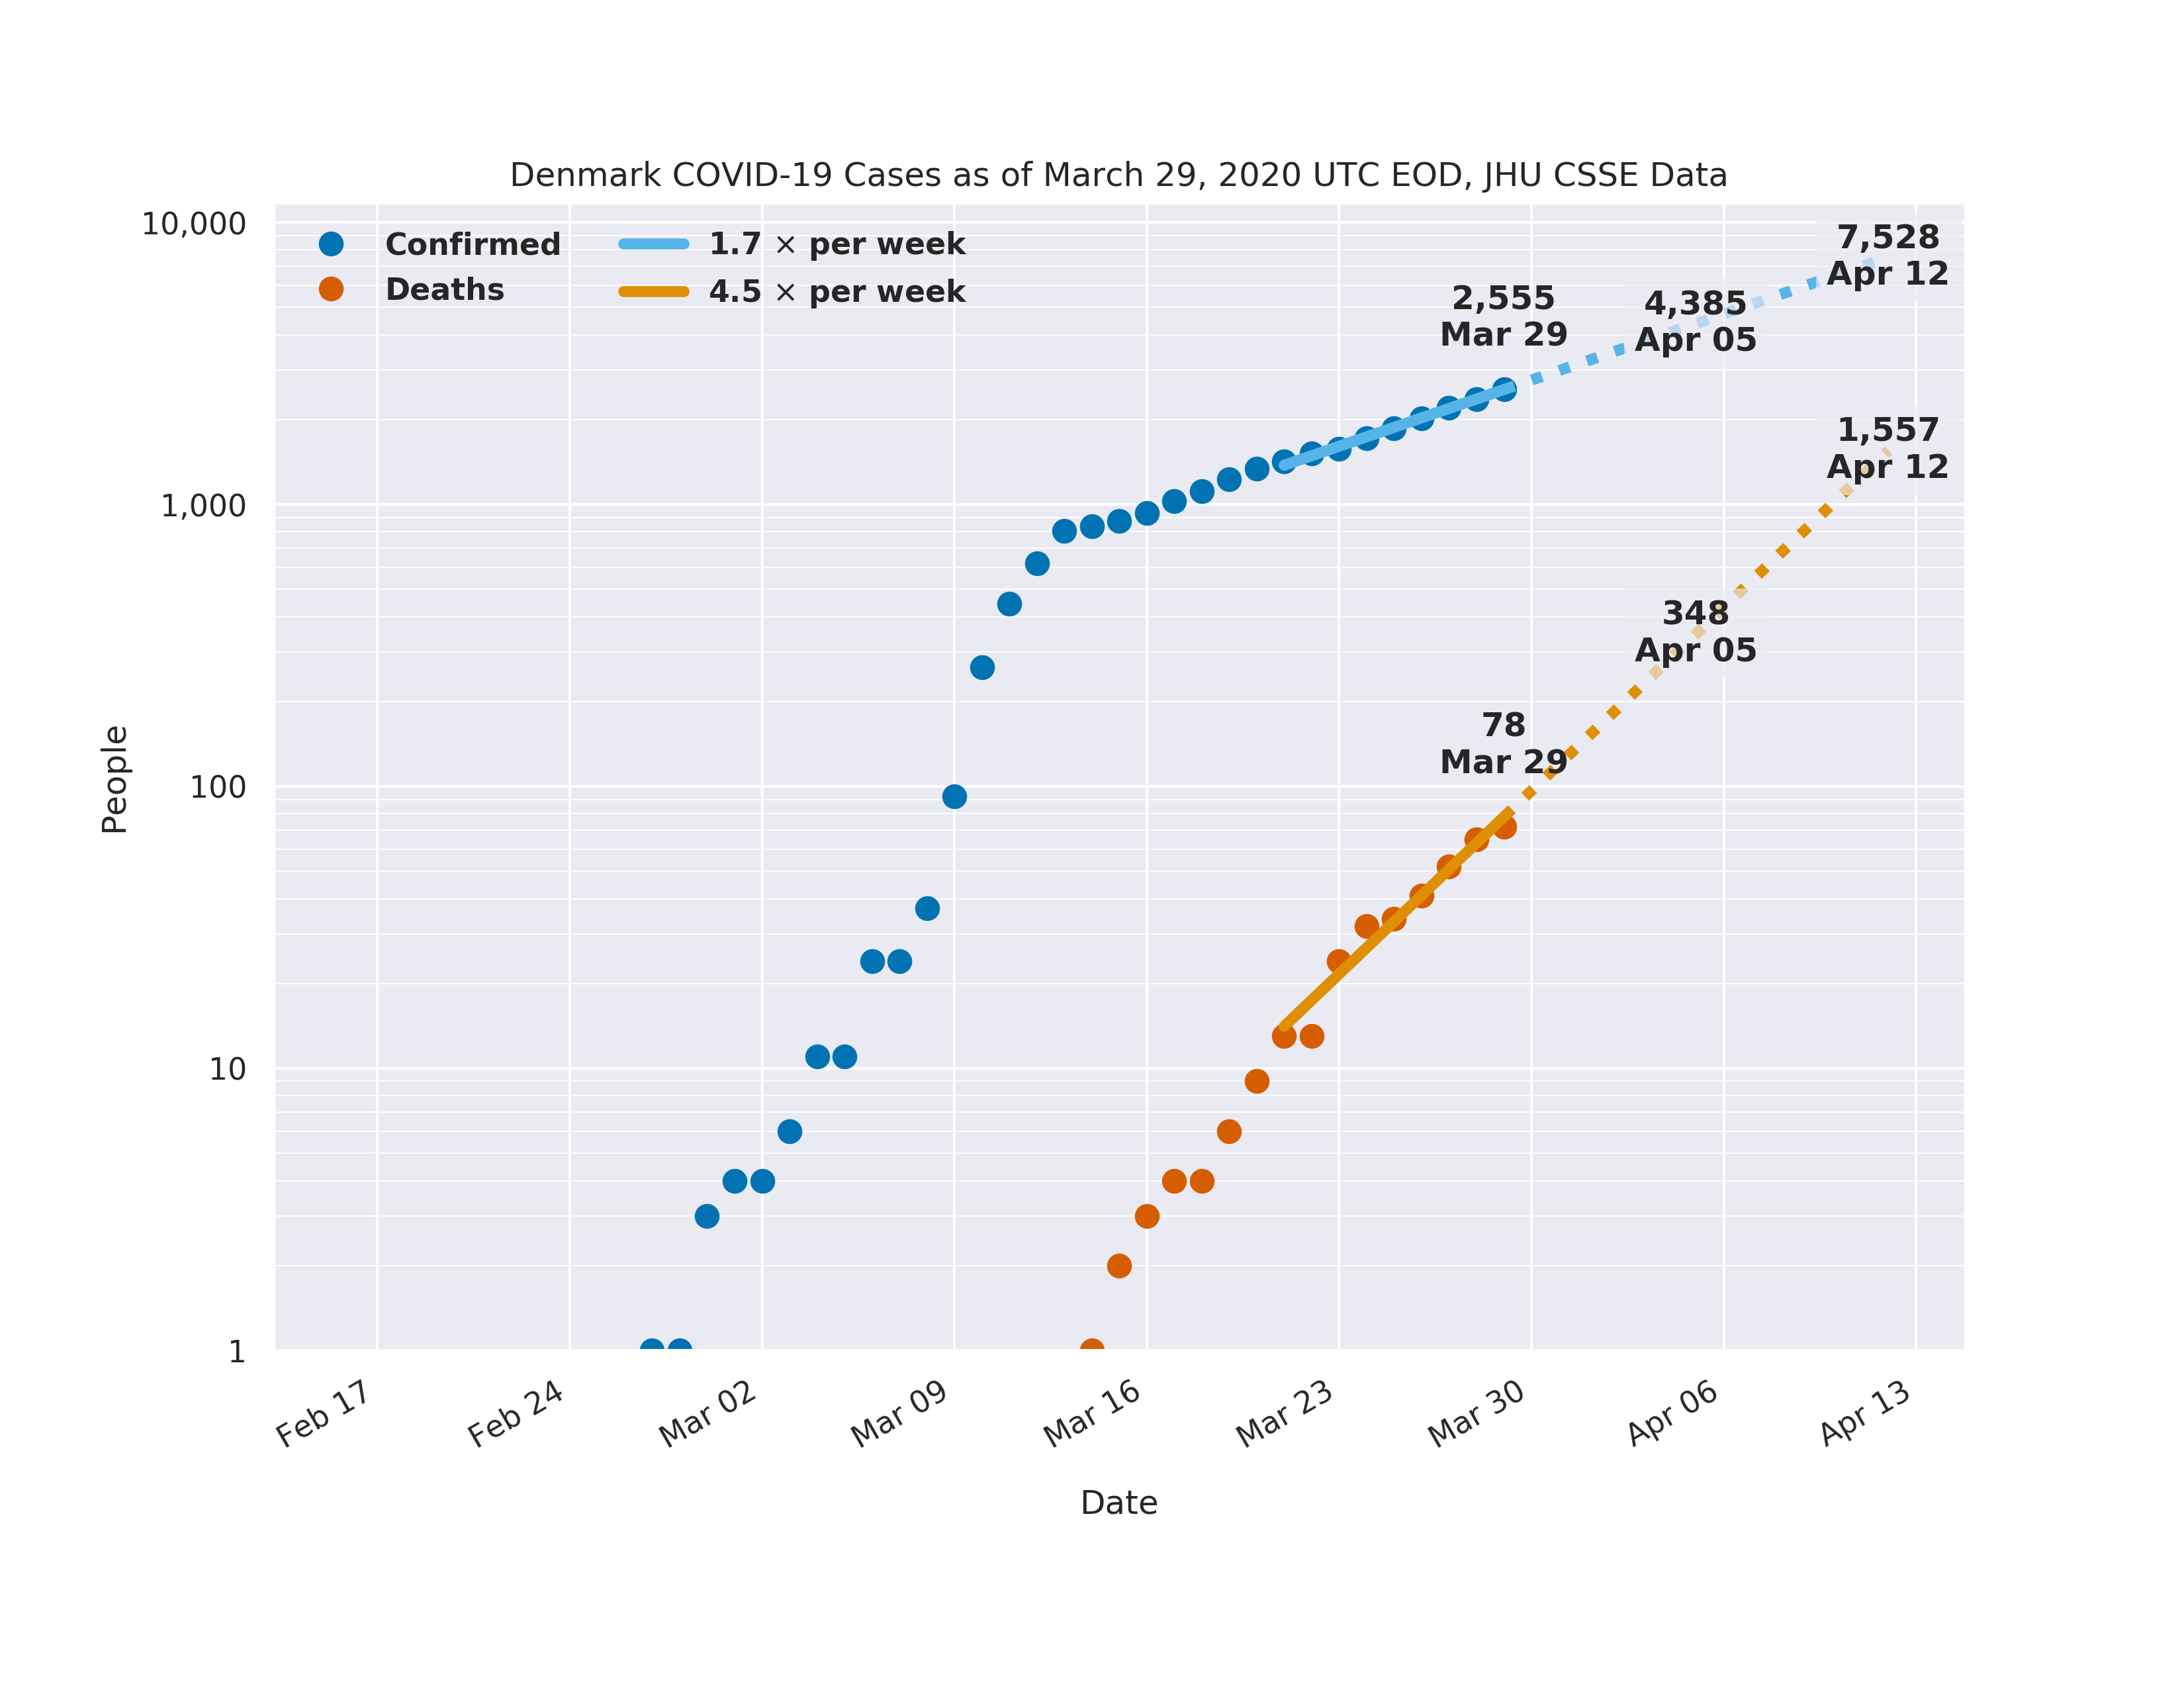 Denmark COVID-19 Cases as of March 29, 2020 UTC EOD, JHU CSSE Data
Confirmed
Deaths
1.7 × per week
4.5 × per week
2,555
Mar 29
4,385
Apr 05
7,528
Apr 12
78
Mar 29
348
Apr 05
1,557
Apr 12
People
10,000
1,000
100
10
1
Feb 17
Feb 24
Mar 02
Mar 09
Mar 16
Mar 23
Mar 30
Apr 06
Apr 13
Date